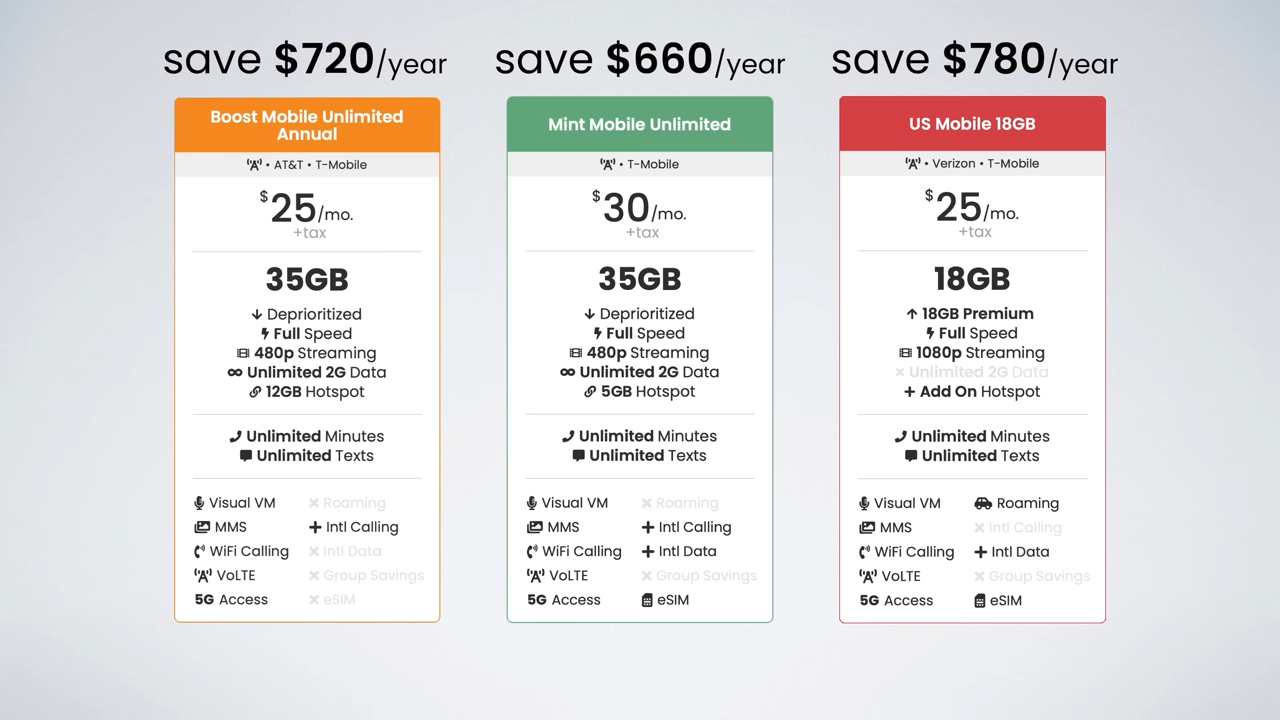 save $720/year
Boost Mobile Unlimited
Annual
• AT&T • T-Mobile
$25/mo.
+tax
35GB
Deprioritized
Full Speed
480p Streaming
Unlimited 2G Data
12GB Hotspot
Unlimited Minutes
Unlimited Texts
Visual VM
Roaming
MMS
Intl Calling
WiFi Calling
Intl Data
VoLTE
Group Savings
5G Access
eSIM
save $660/year
Mint Mobile Unlimited
• T-Mobile
$30/mo.
+tax
35GB
Deprioritized
Full Speed
480p Streaming
Unlimited 2G Data
5GB Hotspot
Unlimited Minutes
Unlimited Texts
Visual VM
Roaming
MMS
Intl Calling
WiFi Calling
Intl Data
VoLTE
Group Savings
5G Access
eSIM
save $780/year
US Mobile 18GB
• Verizon • T-Mobile
$25/mo.
+tax
18GB
18GB Premium
Full Speed
1080p Streaming
Unlimited 2G Data
Add On Hotspot
Unlimited Minutes
Unlimited Texts
Visual VM
Roaming
MMS
Intl Calling
WiFi Calling
Intl Data
VoLTE
Group Savings
5G Access
eSIM